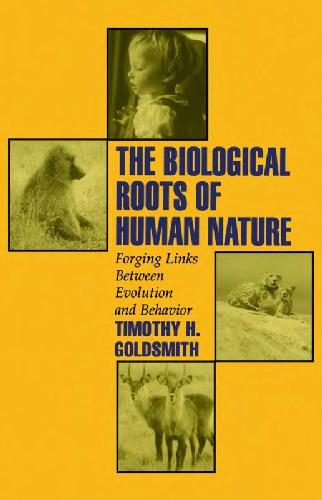 THE BIOLOGICAL
ROOTS OF
HUMAN NATURE
Forging Links
Between
Evolution
and Behavior
TIMOTHY H.
GOLDSMITH